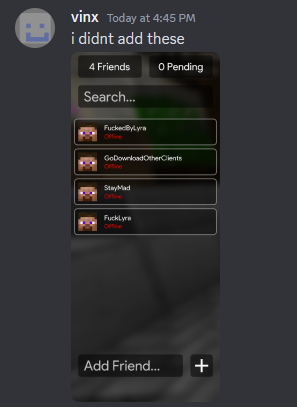 vinx Today at 4:45 PM
i didnt add these
4 Friends 0 Pending
Search...
FuckedByLyra
Offline
GoDownloadOtherClients
Offline
StayMad
Offline
FuckLyra
Offline
Add Friend... +